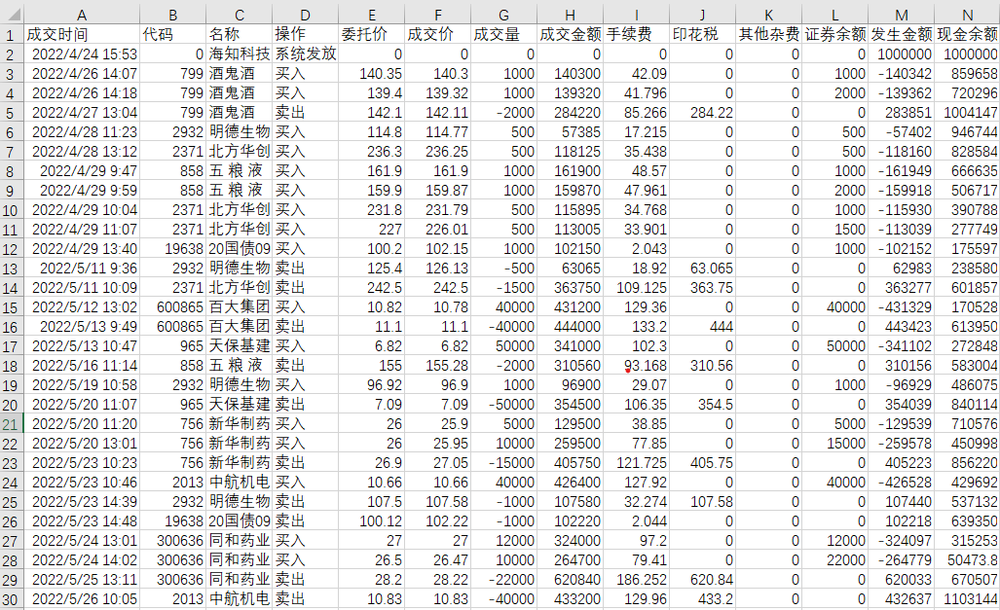 A B C D E F G H I J K L M N
1 成交时间 代码 名称 操作 委托价 成交价 成交量 成交金额 手续费 印花税 其他杂费 证券余额 发生金额 现金余额
2 2022/4/24 15:53 0 海知科技 系统发放 0 0 0 0 0 0 0 0 1000000 1000000
3 2022/4/26 14:07 799 酒鬼酒 买入 140.35 140.3 1000 140300 42.09 0 0 1000 -140342 859658
4 2022/4/26 14:18 799 酒鬼酒 买入 139.4 139.32 1000 139320 41.796 0 0 2000 -139362 720296
5 2022/4/27 13:04 799 酒鬼酒 卖出 142.1 142.11 -2000 284220 85.266 284.22 0 0 283851 1004147
6 2022/4/28 11:23 2932 明德生物 买入 114.8 114.77 500 57385 17.215 0 0 500 -57402 946744
7 2022/4/28 13:12 2371 北方华创 买入 236.3 236.25 500 118125 35.438 0 0 500 -118160 828584
8 2022/4/29 9:47 858 五 粮 液 买入 161.9 161.9 1000 161900 48.57 0 0 1000 -161949 666635
9 2022/4/29 9:59 858 五 粮 液 买入 159.9 159.87 1000 159870 47.961 0 0 2000 -159918 506717
10 2022/4/29 10:04 2371 北方华创 买入 231.8 231.79 500 115895 34.768 0 0 1000 -115930 390788
11 2022/4/29 11:07 2371 北方华创 买入 227 226.01 500 113005 33.901 0 0 1500 -113039 277749
12 2022/4/29 13:40 19638 20国债09 买入 100.2 102.15 1000 102150 2.043 0 0 1000 -102152 175597
13 2022/5/11 9:36 2932 明德生物 卖出 125.4 126.13 -500 63065 18.92 63.065 0 0 62983 238580
14 2022/5/11 10:09 2371 北方华创 卖出 242.5 242.5 -1500 363750 109.125 363.75 0 0 363277 601857
15 2022/5/12 13:02 600865 百大集团 买入 10.82 10.78 40000 431200 129.36 0 0 40000 -431329 170528
16 2022/5/13 9:49 600865 百大集团 卖出 11.1 11.1 -40000 444000 133.2 444 0 0 443423 613950
17 2022/5/13 10:47 965 天保基建 买入 6.82 6.82 50000 341000 102.3 0 0 50000 -341102 272848
18 2022/5/16 11:14 858 五 粮 液 卖出 155 155.28 -2000 310560 93.168 310.56 0 0 310156 583004
19 2022/5/19 10:58 2932 明德生物 买入 96.92 96.9 1000 96900 29.07 0 0 1000 -96929 486075
20 2022/5/20 11:07 965 天保基建 卖出 7.09 7.09 -50000 354500 106.35 354.5 0 0 354039 840114
21 2022/5/20 11:20 756 新华制药 买入 26 25.9 5000 129500 38.85 0 0 5000 -129539 710576
22 2022/5/20 13:01 756 新华制药 买入 26 25.95 10000 259500 77.85 0 0 15000 -259578 450998
23 2022/5/23 10:23 756 新华制药 卖出 26.9 27.05 -15000 405750 121.725 405.75 0 0 405223 856220
24 2022/5/23 10:46 2013 中航机电 买入 10.66 10.66 40000 426400 127.92 0 0 40000 -426528 429692
25 2022/5/23 14:39 2932 明德生物 卖出 107.5 107.58 -1000 107580 32.274 107.58 0 0 107440 537132
26 2022/5/23 14:48 19638 20国债09 卖出 100.12 102.22 -1000 102220 2.044 0 0 0 102218 639350
27 2022/5/24 13:01 300636 同和药业 买入 27 27 12000 324000 97.2 0 0 12000 -324097 315253
28 2022/5/24 14:02 300636 同和药业 买入 26.5 26.47 10000 264700 79.41 0 0 22000 -264779 50473.8
29 2022/5/25 13:11 300636 同和药业 卖出 28.2 28.22 -22000 620840 186.252 620.84 0 0 620033 670507
30 2022/5/26 10:05 2013 中航机电 卖出 10.83 10.83 -40000 433200 129.96 433.2 0 0 432637 1103144